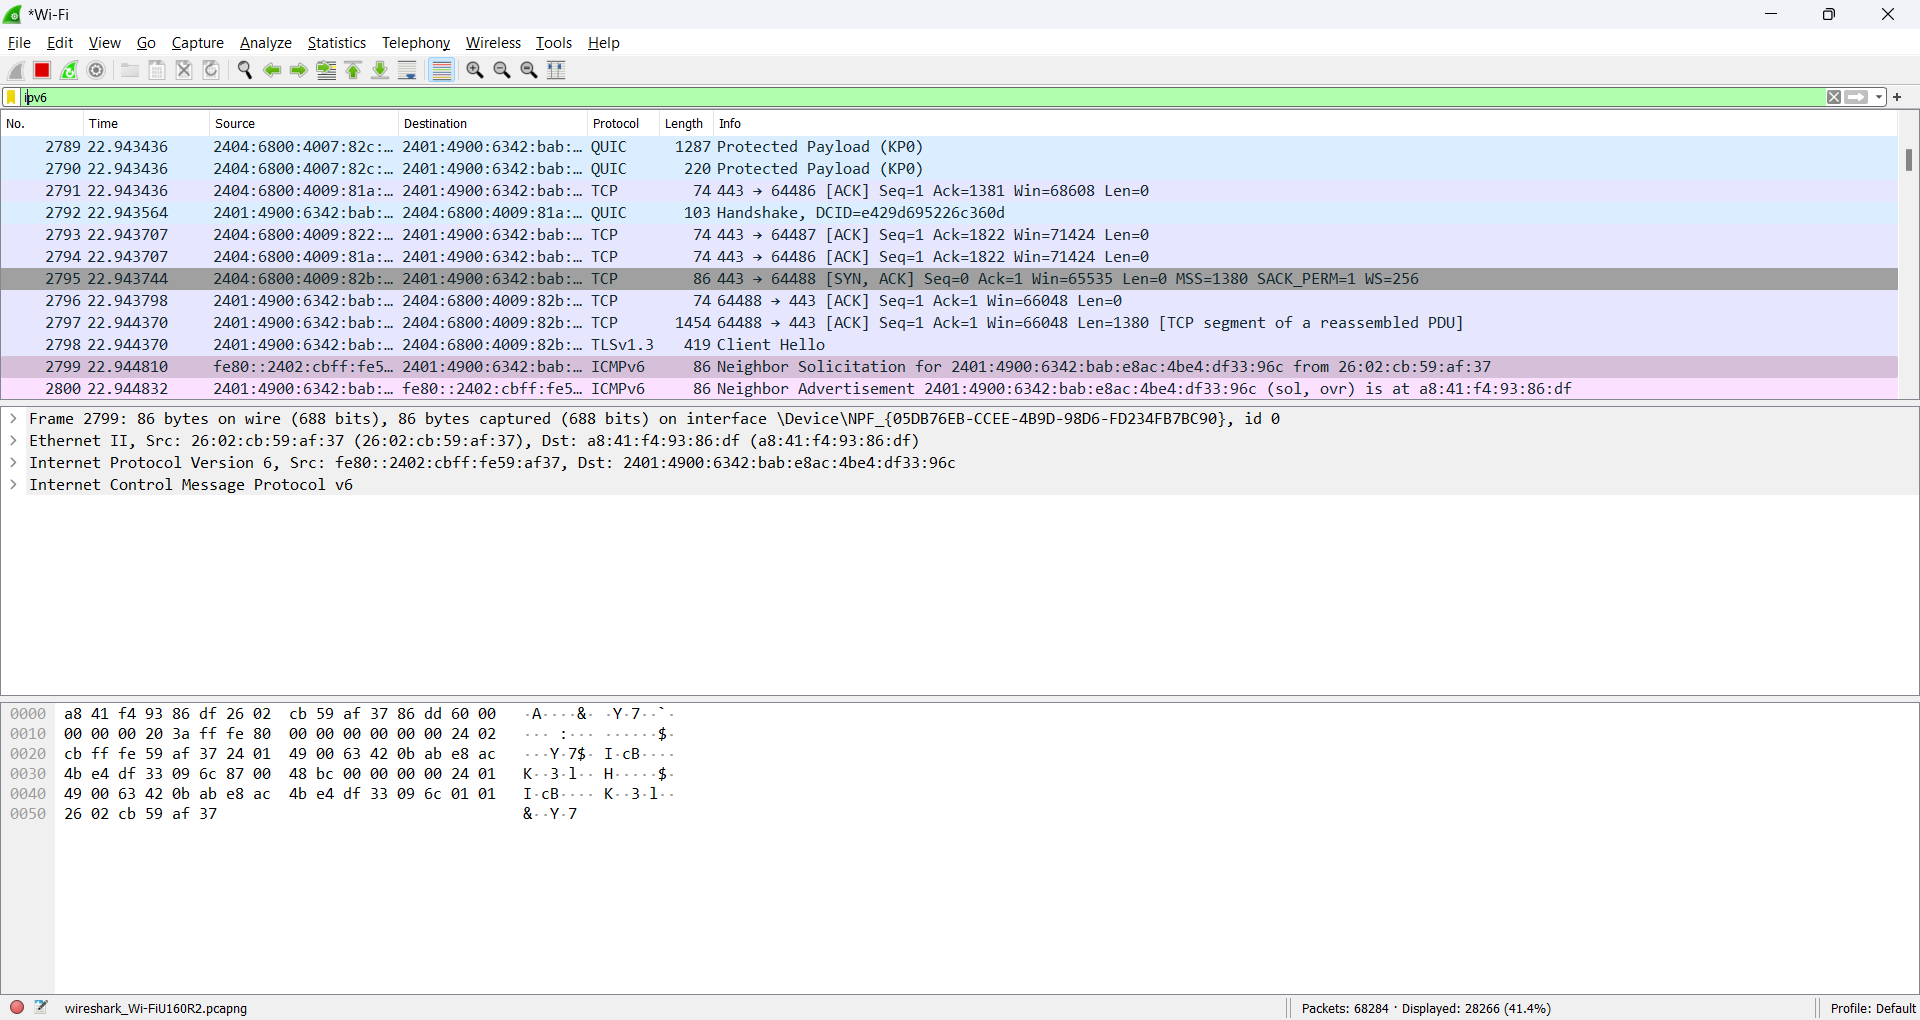 *Wi-Fi
File Edit View Go Capture Analyze Statistics Telephony Wireless Tools Help
ipv6
No. Time Source Destination Protocol Length Info
2789 22.943436 2404:6800:4007:82c:… 2401:4900:6342:bab:… QUIC 1287 Protected Payload (KP0)
2790 22.943436 2404:6800:4007:82c:… 2401:4900:6342:bab:… QUIC 220 Protected Payload (KP0)
2791 22.943436 2404:6800:4009:81a:… 2401:4900:6342:bab:… TCP 74 443 → 64486 [ACK] Seq=1 Ack=1381 Win=68608 Len=0
2792 22.943564 2401:4900:6342:bab:… 2404:6800:4009:81a:… QUIC 103 Handshake, DCID=e429d695226c360d
2793 22.943707 2404:6800:4009:822:… 2401:4900:6342:bab:… TCP 74 443 → 64487 [ACK] Seq=1 Ack=1822 Win=71424 Len=0
2794 22.943707 2404:6800:4009:81a:… 2401:4900:6342:bab:… TCP 74 443 → 64486 [ACK] Seq=1 Ack=1822 Win=71424 Len=0
2795 22.943744 2404:6800:4009:82b:… 2401:4900:6342:bab:… TCP 86 443 → 64488 [SYN, ACK] Seq=0 Ack=1 Win=65535 Len=0 MSS=1380 SACK_PERM=1 WS=256
2796 22.943798 2401:4900:6342:bab:… 2404:6800:4009:82b:… TCP 74 64488 → 443 [ACK] Seq=1 Ack=1 Win=66048 Len=0
2797 22.944370 2401:4900:6342:bab:… 2404:6800:4009:82b:… TCP 1454 64488 → 443 [ACK] Seq=1 Ack=1 Win=66048 Len=1380 [TCP segment of a reassembled PDU]
2798 22.944370 2401:4900:6342:bab:… 2404:6800:4009:82b:… TLSv1.3 419 Client Hello
2799 22.944810 fe80::2402:cbff:fe5… 2401:4900:6342:bab:… ICMPv6 86 Neighbor Solicitation for 2401:4900:6342:bab:e8ac:4be4:df33:96c from 26:02:cb:59:af:37
2800 22.944832 2401:4900:6342:bab:… fe80::2402:cbff:fe5… ICMPv6 86 Neighbor Advertisement 2401:4900:6342:bab:e8ac:4be4:df33:96c (sol, ovr) is at a8:41:f4:93:86:df
Frame 2799: 86 bytes on wire (688 bits), 86 bytes captured (688 bits) on interface \Device\NPF_{05DB76EB-CCEE-4B9D-98D6-FD234FB7BC90}, id 0
Ethernet II, Src: 26:02:cb:59:af:37 (26:02:cb:59:af:37), Dst: a8:41:f4:93:86:df (a8:41:f4:93:86:df)
Internet Protocol Version 6, Src: fe80::2402:cbff:fe59:af37, Dst: 2401:4900:6342:bab:e8ac:4be4:df33:96c
Internet Control Message Protocol v6
0000 a8 41 f4 93 86 df 26 02 cb 59 af 37 86 dd 60 00 ·A····&· ·Y·7··`·
0010 00 00 00 20 3a ff fe 80 00 00 00 00 00 00 24 02 ··· :··· ······$·
0020 cb ff fe 59 af 37 24 01 49 00 63 42 0b ab e8 ac ···Y·7$· I·cB····
0030 4b e4 df 33 09 6c 87 00 48 bc 00 00 00 00 24 01 K··3·l·· H·····$·
0040 49 00 63 42 0b ab e8 ac 4b e4 df 33 09 6c 01 01 I·cB···· K··3·l··
0050 26 02 cb 59 af 37 &··Y·7
wireshark_Wi-FiU160R2.pcapng Packets: 68284 · Displayed: 28266 (41.4%) Profile: Default